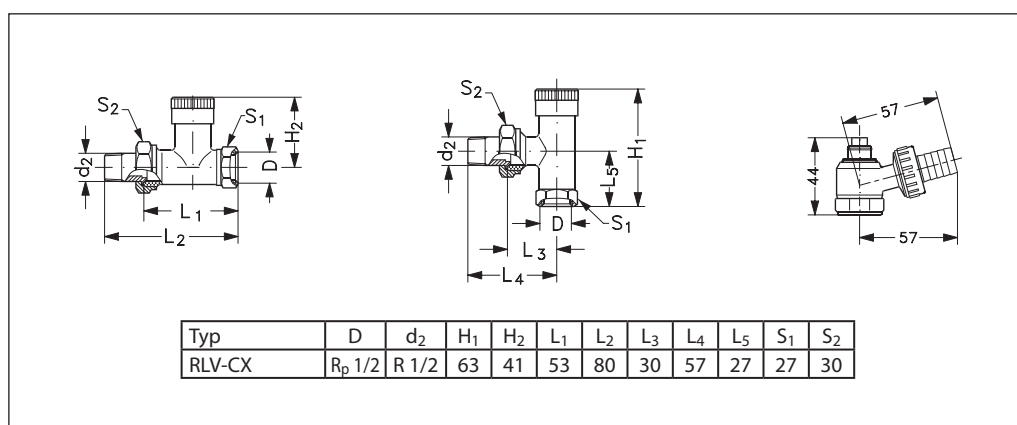 S₂
S₁
H₂
d₂
D
L₁
L₂
S₂
H₁
d₂
L₅
D
S₁
L₃
L₄
57
44
57
Typ D d₂ H₁ H₂ L₁ L₂ L₃ L₄ L₅ S₁ S₂
RLV-CX Rₚ 1/2 R 1/2 63 41 53 80 30 57 27 27 30